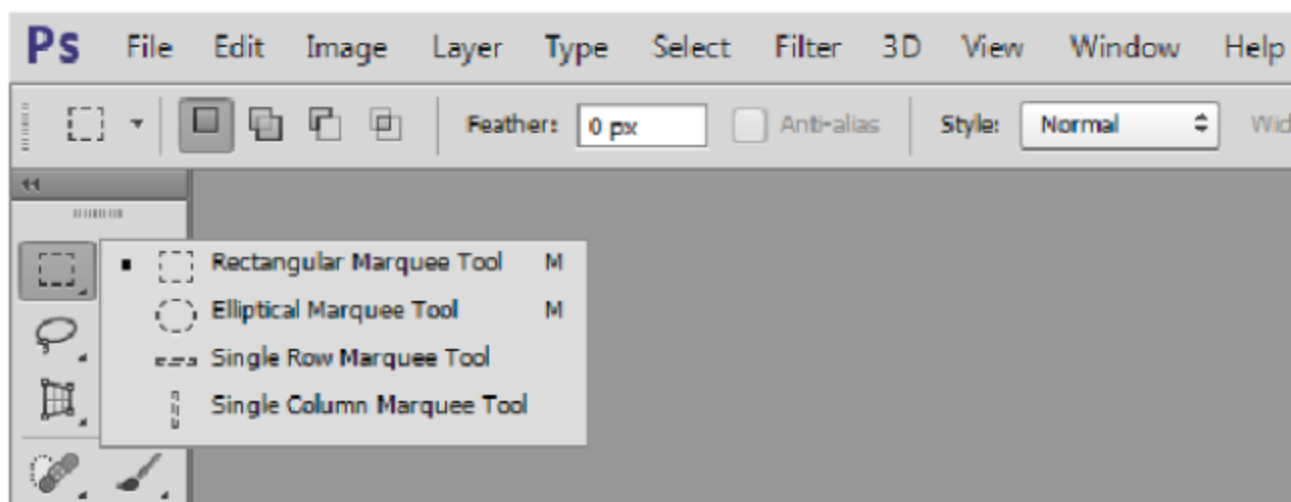 Ps File Edit Image Layer Type Select Filter 3D View Window Help
Feather: 0 px Anti-alias Style: Normal Wid
Rectangular Marquee Tool M
Elliptical Marquee Tool M
Single Row Marquee Tool
Single Column Marquee Tool